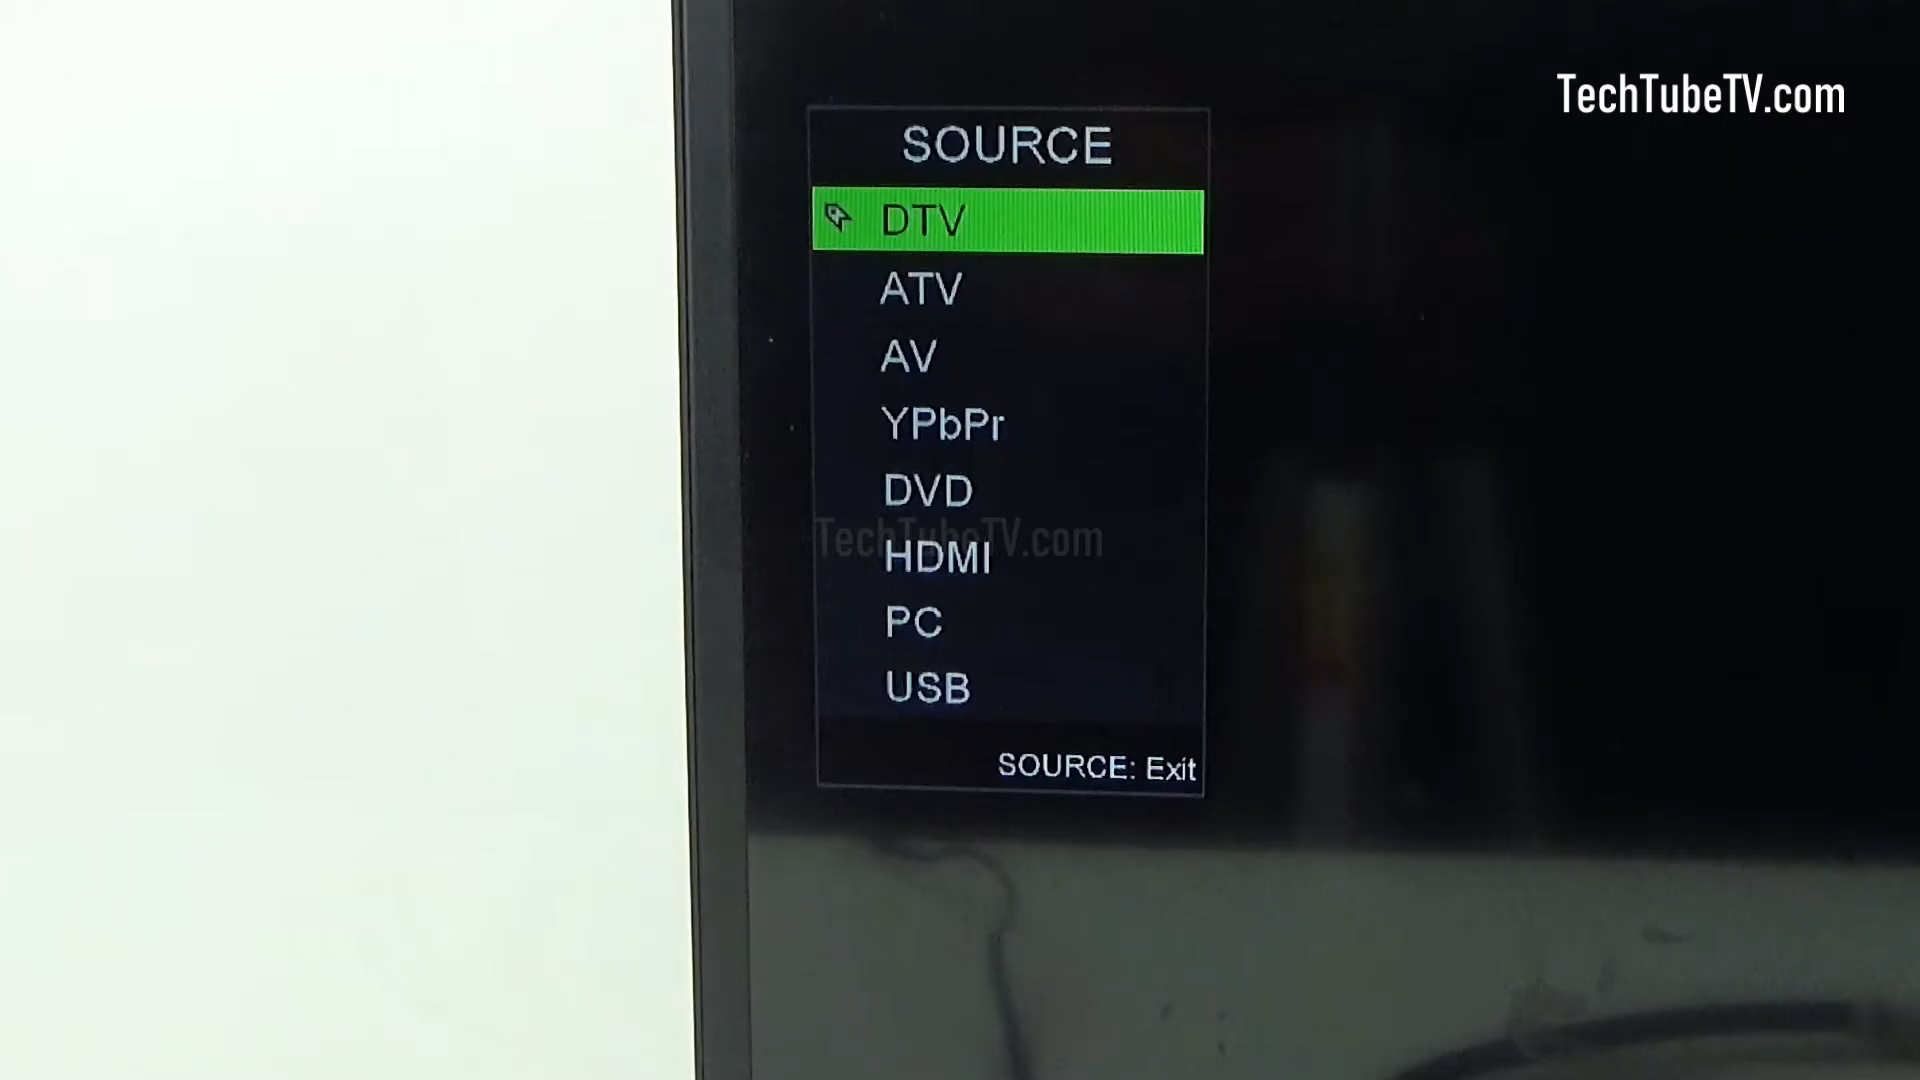 TechTubeTV.com
SOURCE
DTV
ATV
AV
YPbPr
DVD
TechTubeTV.com
HDMI
PC
USB
SOURCE: Exit